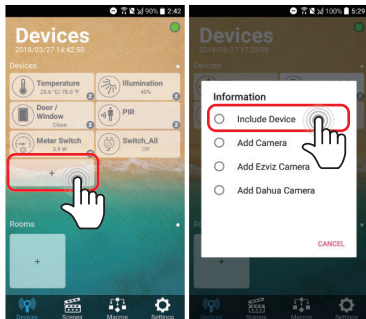 90% 2:42
Devices
2018/03/27 14:42:50
Devices
Temperature
25.6 °C/ 78.0 °F
Illumination
40%
Door /
Window
Close
PIR
Meter Switch
3.9 W
Switch_All
Off
+
Rooms
+
Devices
Scenes
Macros
Settings
100% 5:29
Devices
2018/03/27 17:29:09
Devices
Information
Include Device
Add Camera
Add Ezviz Camera
Add Dahua Camera
CANCEL
Devices
Scenes
Macros
Settings